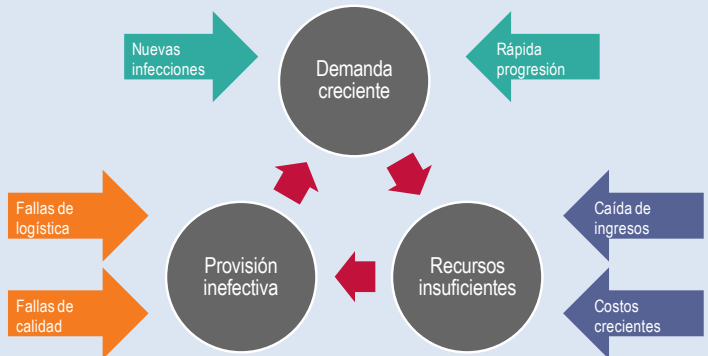 Nuevas
infecciones
Demanda
creciente
Rápida
progresión
Fallas de
logística
Caída de
ingresos
Provisión
inefectiva
Recursos
insuficientes
Fallas de
calidad
Costos
crecientes